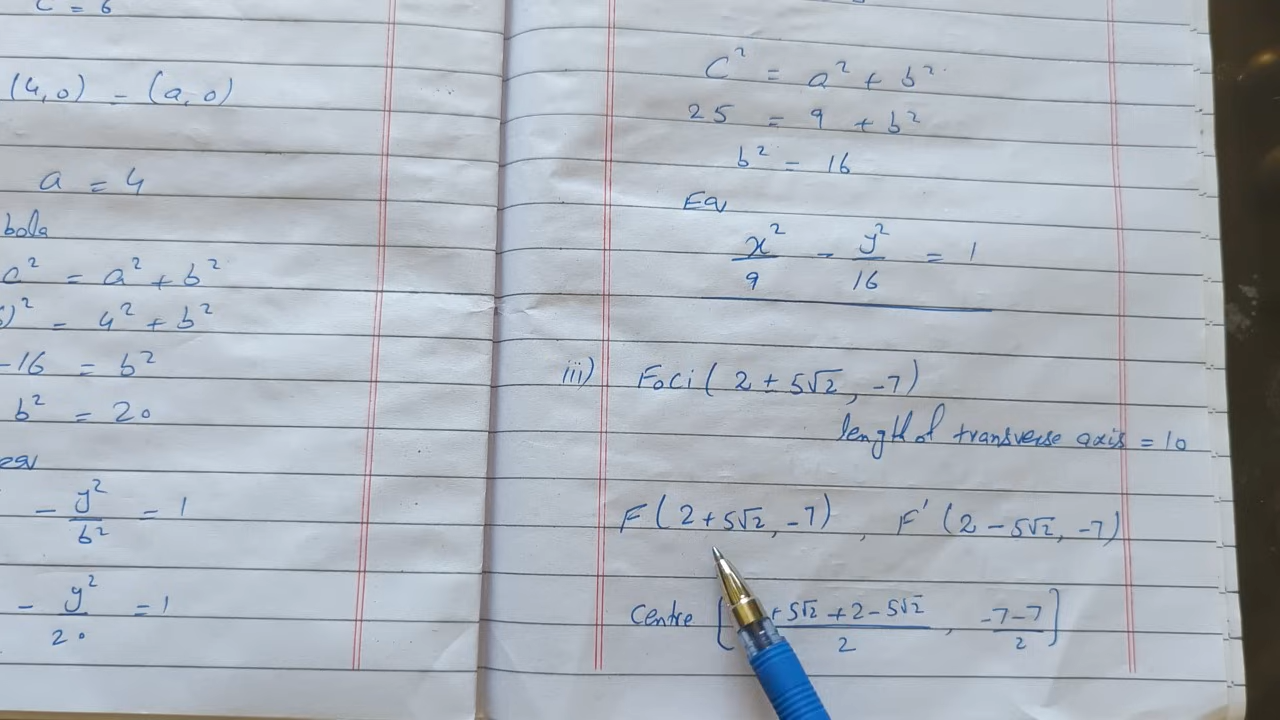 c = 6
(4,0) - (a,0)
a = 4
bola
c² = a² + b²
)² = 4² + b²
-16 = b²
b² = 20
- y²/b² = 1
- y²/20 = 1
c² = a² + b²
25 = 9 + b²
b² = 16
Eq
x²/9 - y²/16 = 1
iii) Foci (2 ± 5√2, -7)
length of transverse axis = 10
F(2+5√2, -7) , F'(2-5√2, -7)
Centre [ +5√2+2-5√2/2 , -7-7/2 ]